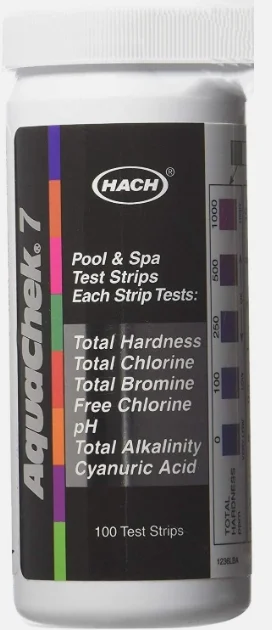 HACH®
AquaChek® 7
Pool & Spa
Test Strips
Each Strip Tests:
Total Hardness
Total Chlorine
Total Bromine
Free Chlorine
pH
Total Alkalinity
Cyanuric Acid
100 Test Strips
TOTAL
HARDNESS
0
100
250
500
1000